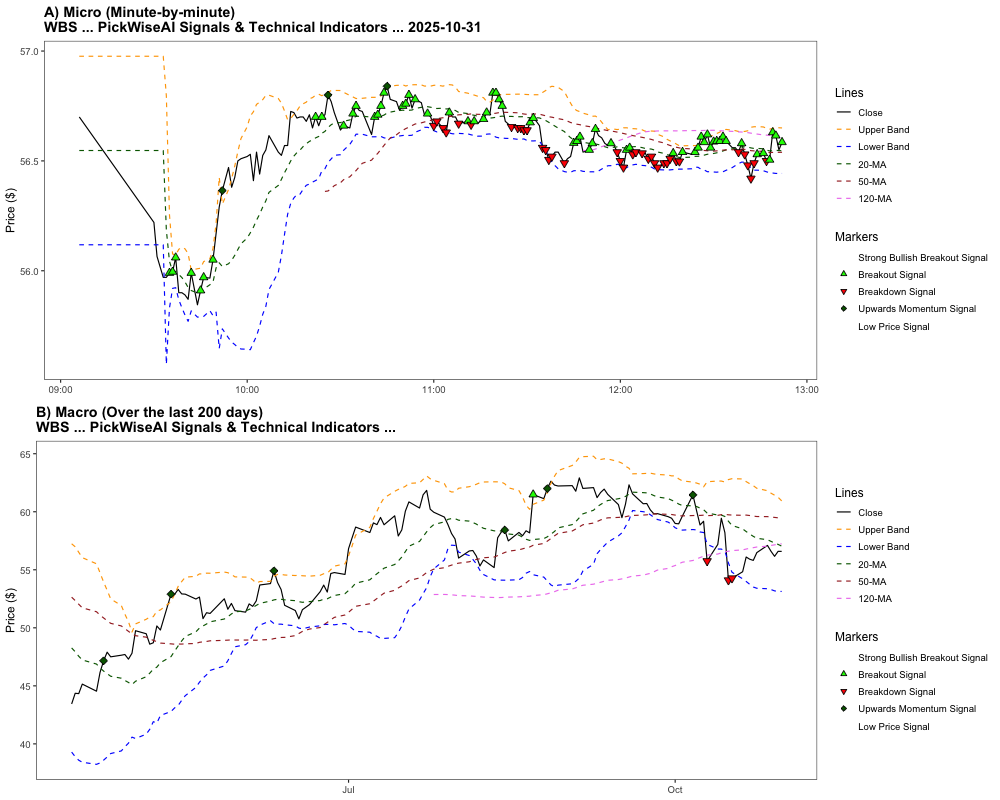 A) Micro (Minute-by-minute)
WBS ... PickWiseAI Signals & Technical Indicators ... 2025-10-31
57.0
56.5
56.0
Price ($)
09:00
10:00
11:00
12:00
13:00
Lines
Close
Upper Band
Lower Band
20-MA
50-MA
120-MA
Markers
Strong Bullish Breakout Signal
Breakout Signal
Breakdown Signal
Upwards Momentum Signal
Low Price Signal
B) Macro (Over the last 200 days)
WBS ... PickWiseAI Signals & Technical Indicators ...
65
60
55
50
45
40
Price ($)
Jul
Oct
Lines
Close
Upper Band
Lower Band
20-MA
50-MA
120-MA
Markers
Strong Bullish Breakout Signal
Breakout Signal
Breakdown Signal
Upwards Momentum Signal
Low Price Signal